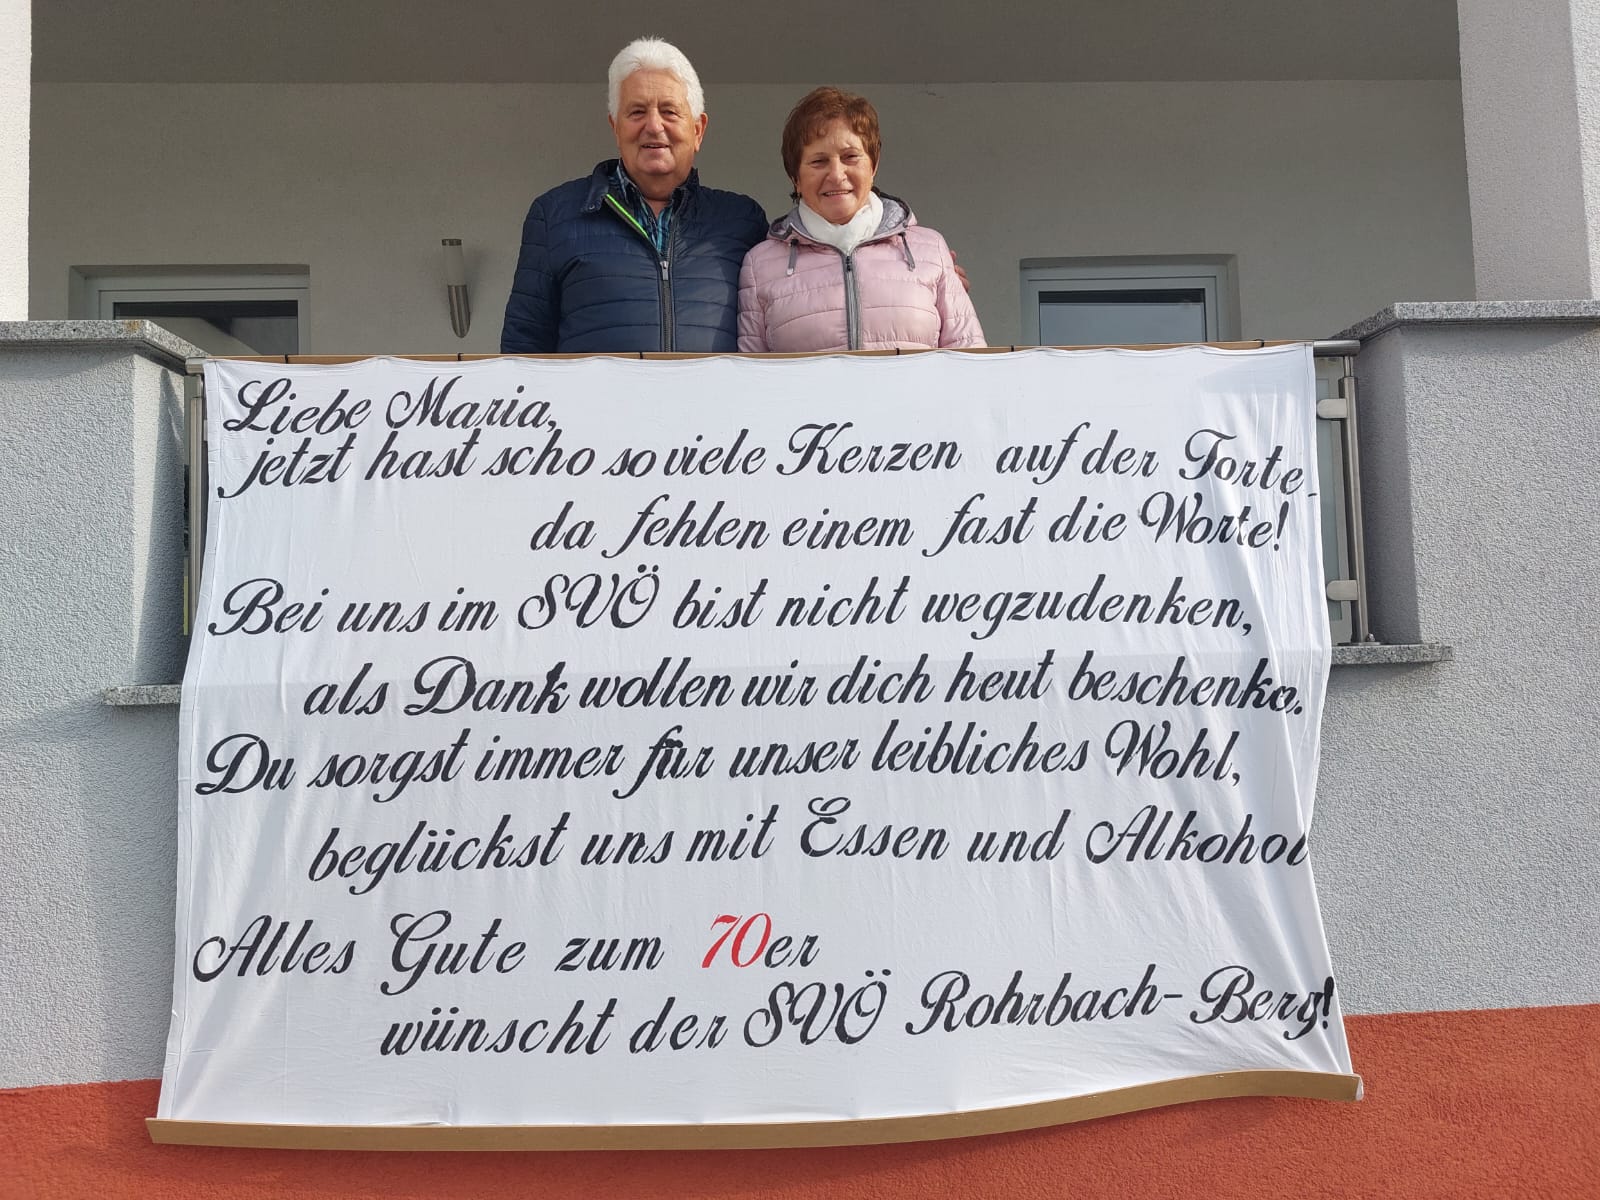 Liebe Maria,
jetzt hast scho so viele Kerzen auf der Torte.
da fehlen einem fast die Worte!
Bei uns im SVÖ bist nicht wegzudenken,
als Dank wollen wir dich heut beschenka.
Du sorgst immer für unser leibliches Wohl,
beglückst uns mit Essen und Alkohol
Alles Gute zum 70er
wünscht der SVÖ Rohrbach-Berg!